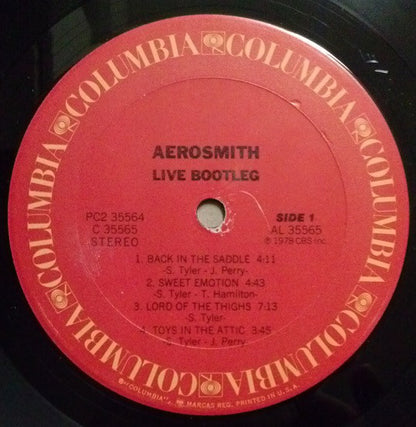 COLUMBIA COLUMBIA COLUMBIA COLUMBIA COLUMBIA COLUMBIA
AEROSMITH
LIVE BOOTLEG
PC2 35564
C 35565
STEREO
SIDE 1
AL 35565
℗ 1978 CBS Inc.
1. BACK IN THE SADDLE 4:11
-S. Tyler - J. Perry-
2. SWEET EMOTION 4:43
-S. Tyler - T. Hamilton-
3. LORD OF THE THIGHS 7:13
-S. Tyler-
4. TOYS IN THE ATTIC 3:45
-S. Tyler - J. Perry
"COLUMBIA", MARCAS REG. PRINTED IN U.S.A.